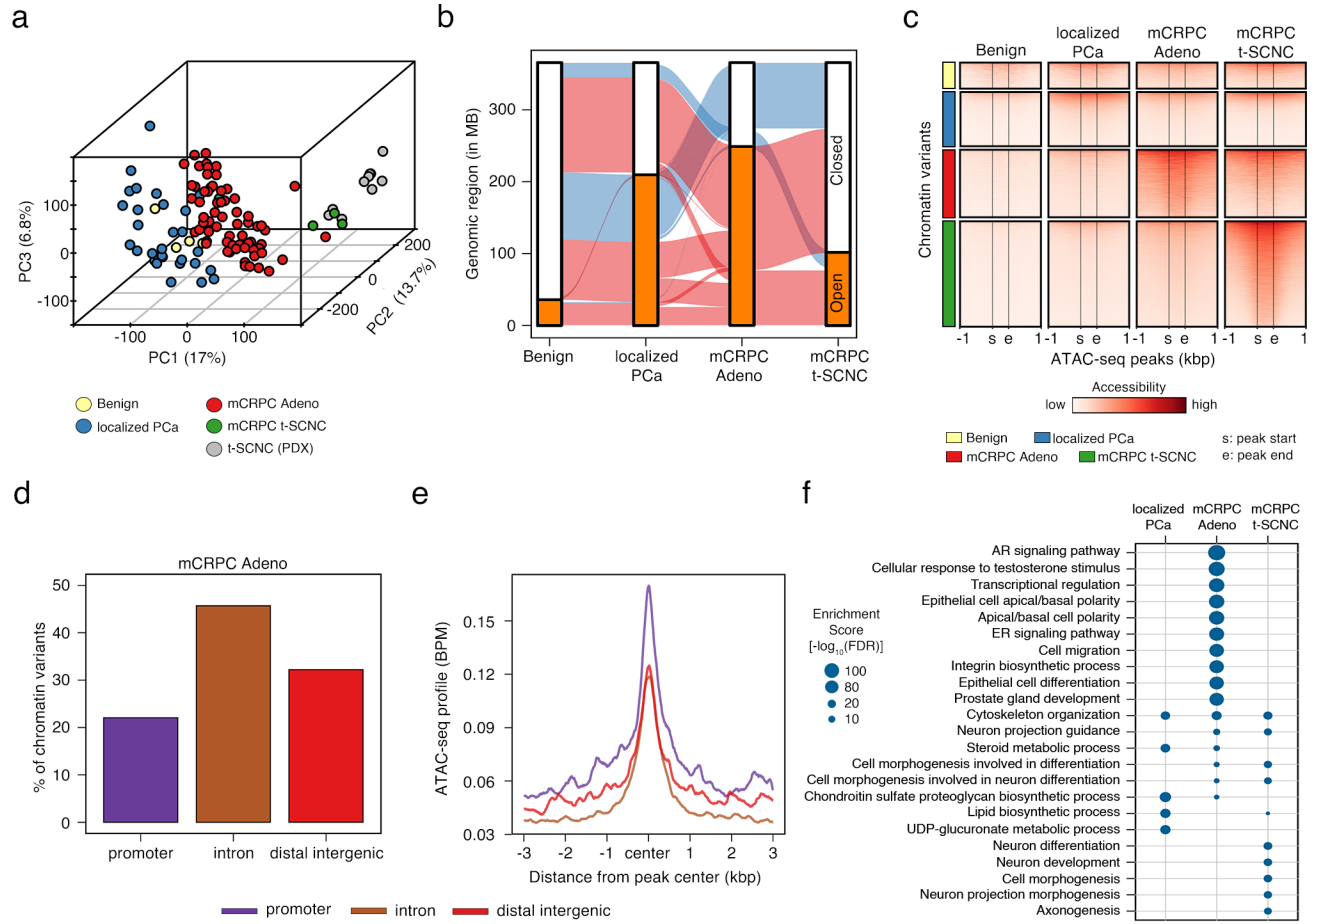 a
PC3 (6.8%)
100
0
-100
-100
0
100
PC1 (17%)
200
0
-200
PC2 (13.7%)
Benign
localized PCa
mCRPC Adeno
mCRPC t-SCNC
t-SCNC (PDX)
b
Genomic region (in MB)
300
200
100
0
Closed
Open
Benign
localized
PCa
mCRPC
Adeno
mCRPC
t-SCNC
c
Benign
localized
PCa
mCRPC
Adeno
mCRPC
t-SCNC
Chromatin variants
-1 s e 1 -1 s e 1 -1 s e 1 -1 s e 1
ATAC-seq peaks (kbp)
Accessibility
low high
Benign
localized PCa
mCRPC Adeno
mCRPC t-SCNC
s: peak start
e: peak end
d
mCRPC Adeno
% of chromatin variants
50
40
30
20
10
0
promoter intron distal intergenic
e
ATAC-seq profile (BPM)
0.15
0.12
0.09
0.06
0.03
-3 -2 -1 center 1 2 3
Distance from peak center (kbp)
promoter intron distal intergenic
f
localized
PCa
mCRPC
Adeno
mCRPC
t-SCNC
Enrichment
Score
[-log10(FDR)]
100
80
20
10
AR signaling pathway
Cellular response to testosterone stimulus
Transcriptional regulation
Epithelial cell apical/basal polarity
Apical/basal cell polarity
ER signaling pathway
Cell migration
Integrin biosynthetic process
Epithelial cell differentiation
Prostate gland development
Cytoskeleton organization
Neuron projection guidance
Steroid metabolic process
Cell morphogenesis involved in differentiation
Cell morphogenesis involved in neuron differentiation
Chondroitin sulfate proteoglycan biosynthetic process
Lipid biosynthetic process
UDP-glucuronate metabolic process
Neuron differentiation
Neuron development
Cell morphogenesis
Neuron projection morphogenesis
Axonogenesis